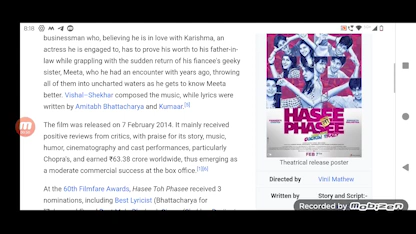 8:18
businessman who, believing he is in love with Karishma, an
actress he is engaged to, has to prove his worth to his father-in-
law while grappling with the sudden return of his fiancee's geeky
sister, Meeta, who he had an encounter with years ago, throwing
all of them into uncharted waters as he gets to know Meeta
better. Vishal–Shekhar composed the music, while lyrics were
written by Amitabh Bhattacharya and Kumaar.[5]
The film was released on 7 February 2014. It mainly received
positive reviews from critics, with praise for its story, music,
humor, cinematography and cast performances, particularly
Chopra's, and earned ₹63.38 crore worldwide, thus emerging as
a moderate commercial success at the box office.[1][6]
At the 60th Filmfare Awards, Hasee Toh Phasee received 3
nominations, including Best Lyricist (Bhattacharya for
HASEE
TOH
PHASEE
FEB 7
Theatrical release poster
Directed by Vinil Mathew
Written by Story and Script:-
Recorded by Mobizen